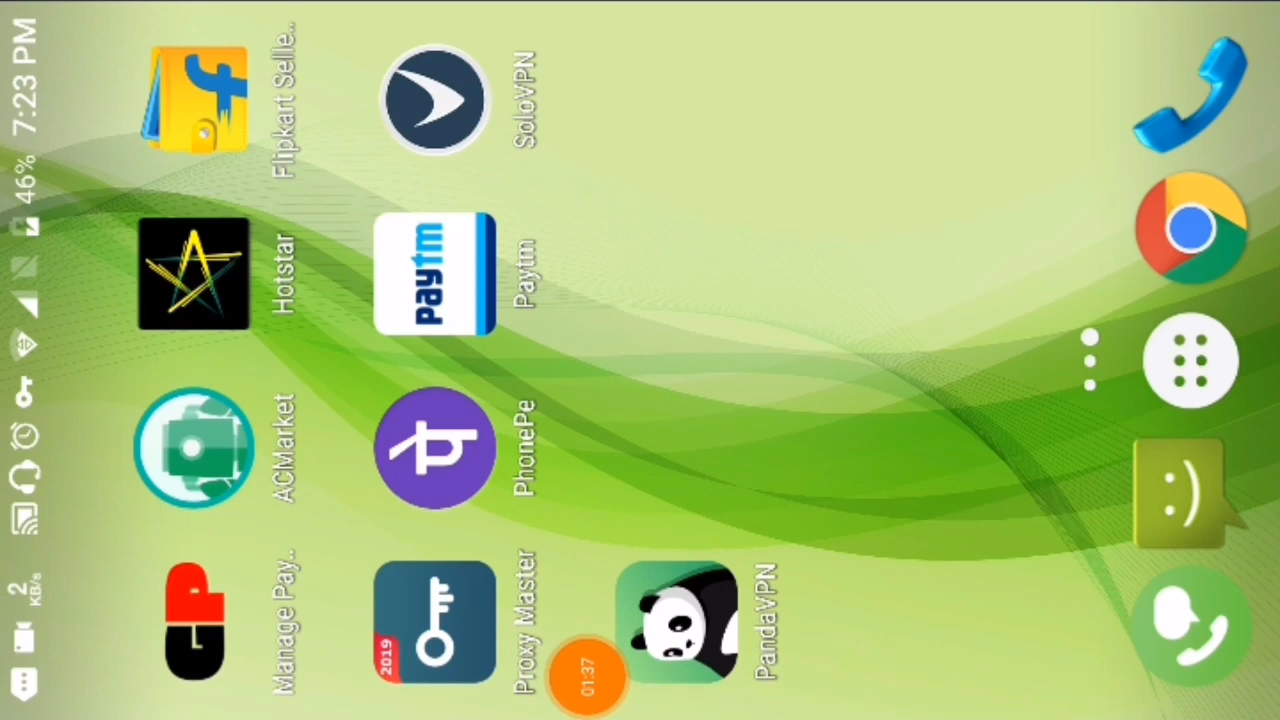 2 KB/s 46% 7:23 PM
Manage Pay.. ACMarket Hotstar Flipkart Selle..
2019 पे paytm
Proxy Master PhonePe Paytm SoloVPN
01:37
PandaVPN